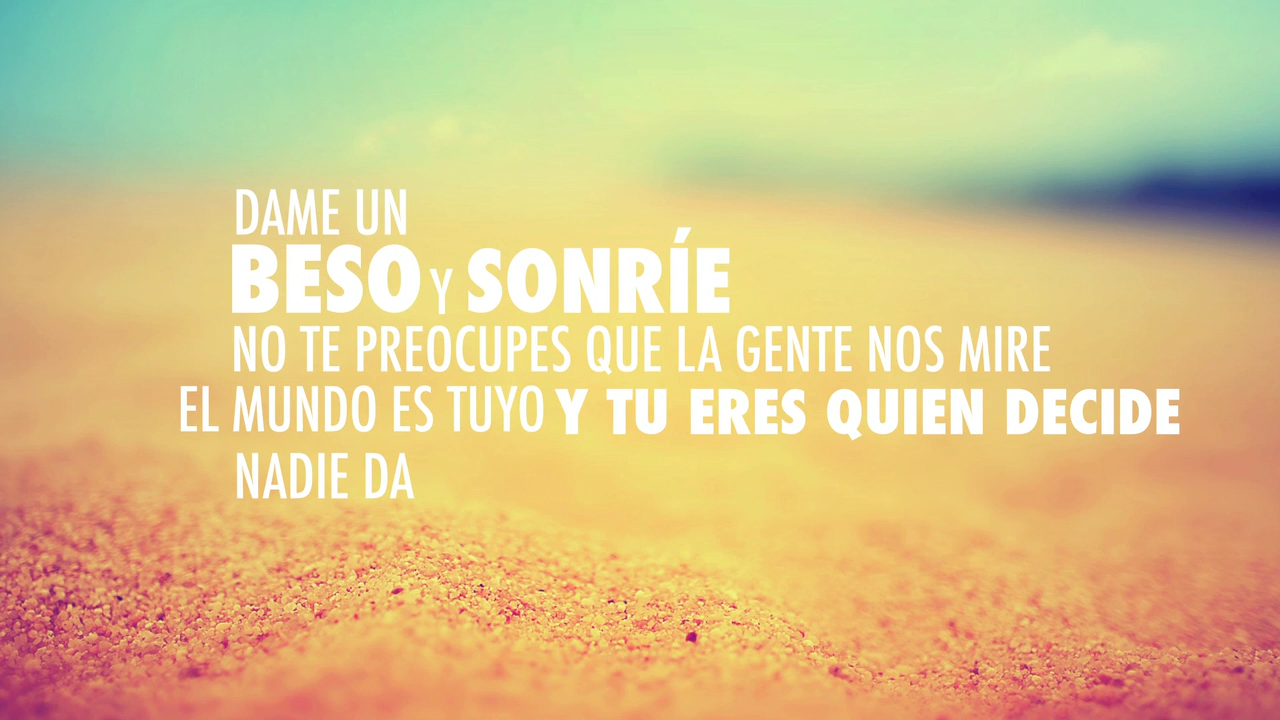 DAME UN
BESO Y SONRÍE
NO TE PREOCUPES QUE LA GENTE NOS MIRE
EL MUNDO ES TUYO Y TU ERES QUIEN DECIDE
NADIE DA